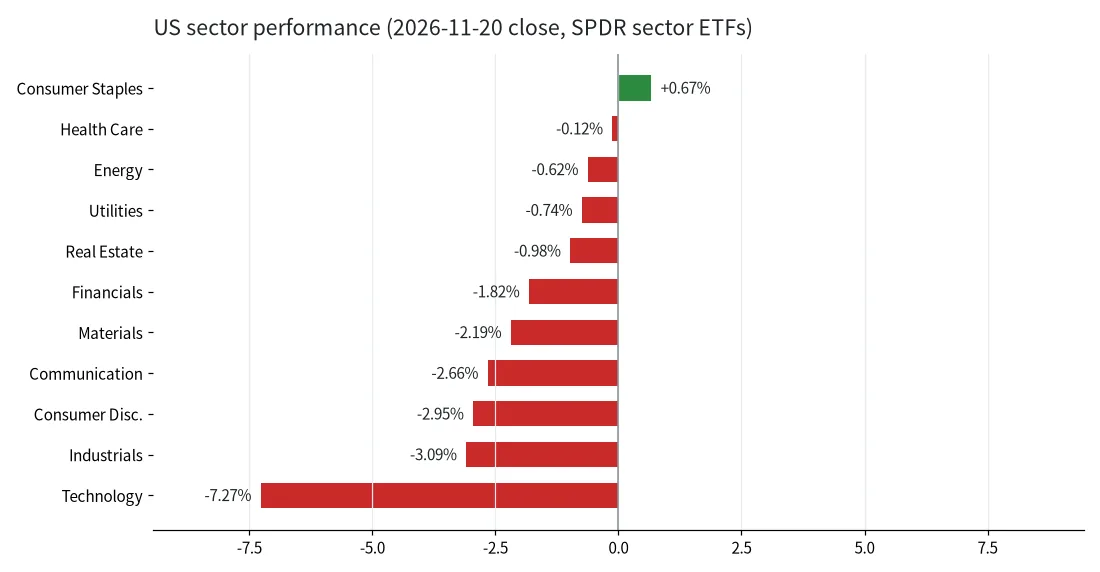 US sector performance (2026-11-20 close, SPDR sector ETFs)
Consumer Staples +0.67%
Health Care -0.12%
Energy -0.62%
Utilities -0.74%
Real Estate -0.98%
Financials -1.82%
Materials -2.19%
Communication -2.66%
Consumer Disc. -2.95%
Industrials -3.09%
Technology -7.27%
-7.5 -5.0 -2.5 0.0 2.5 5.0 7.5